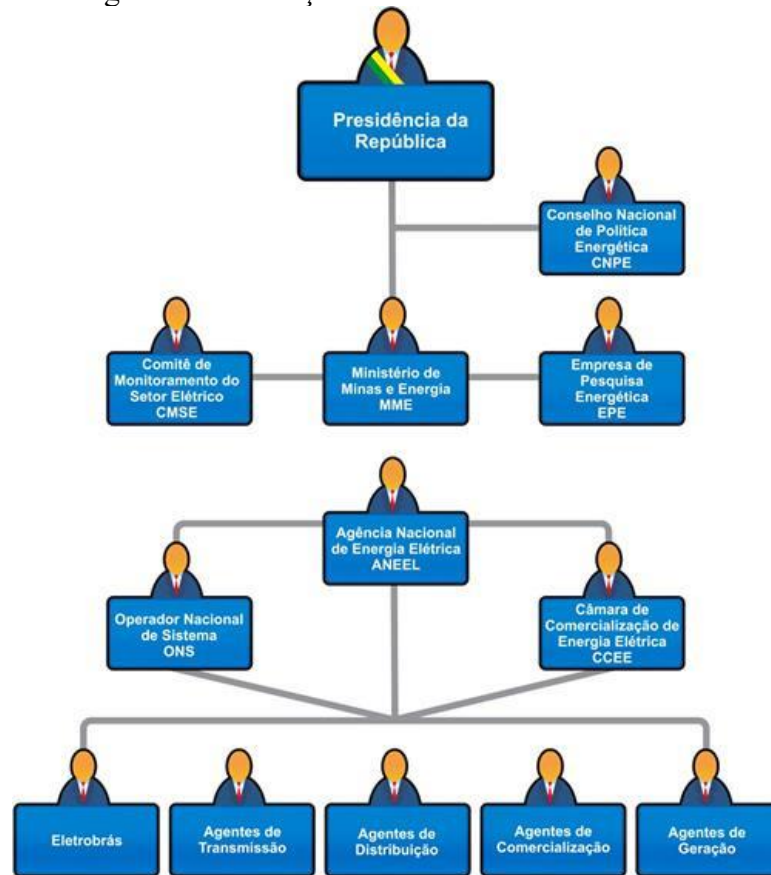 Presidência da
República
Conselho Nacional
de Política
Energética
CNPE
Comitê de
Monitoramento do
Setor Elétrico
CMSE
Ministério de
Minas e Energia
MME
Empresa de
Pesquisa
Energética
EPE
Agência Nacional
de Energia Elétrica
ANEEL
Operador Nacional
de Sistema
ONS
Câmara de
Comercialização de
Energia Elétrica
CCEE
Eletrobrás
Agentes de
Transmissão
Agentes de
Distribuição
Agentes de
Comercialização
Agentes de
Geração